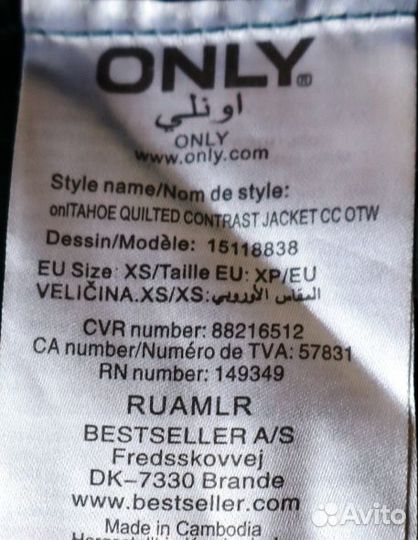 ONLY®
اونلي
ONLY
www.only.com
Style name/Nom de style:
onlTAHOE QUILTED CONTRAST JACKET CC OTW
Dessin/Modèle: 15118838
EU Size: XS/Taille EU: XP/EU
VELIČINA.XS/XS:المقاس الأوروبي
CVR number: 88216512
CA number/Numéro de TVA: 57831
RN number: 149349
RUAMLR
BESTSELLER A/S
Fredsskovvej
DK-7330 Brande
www.bestseller.com
Made in Cambodia
Avito